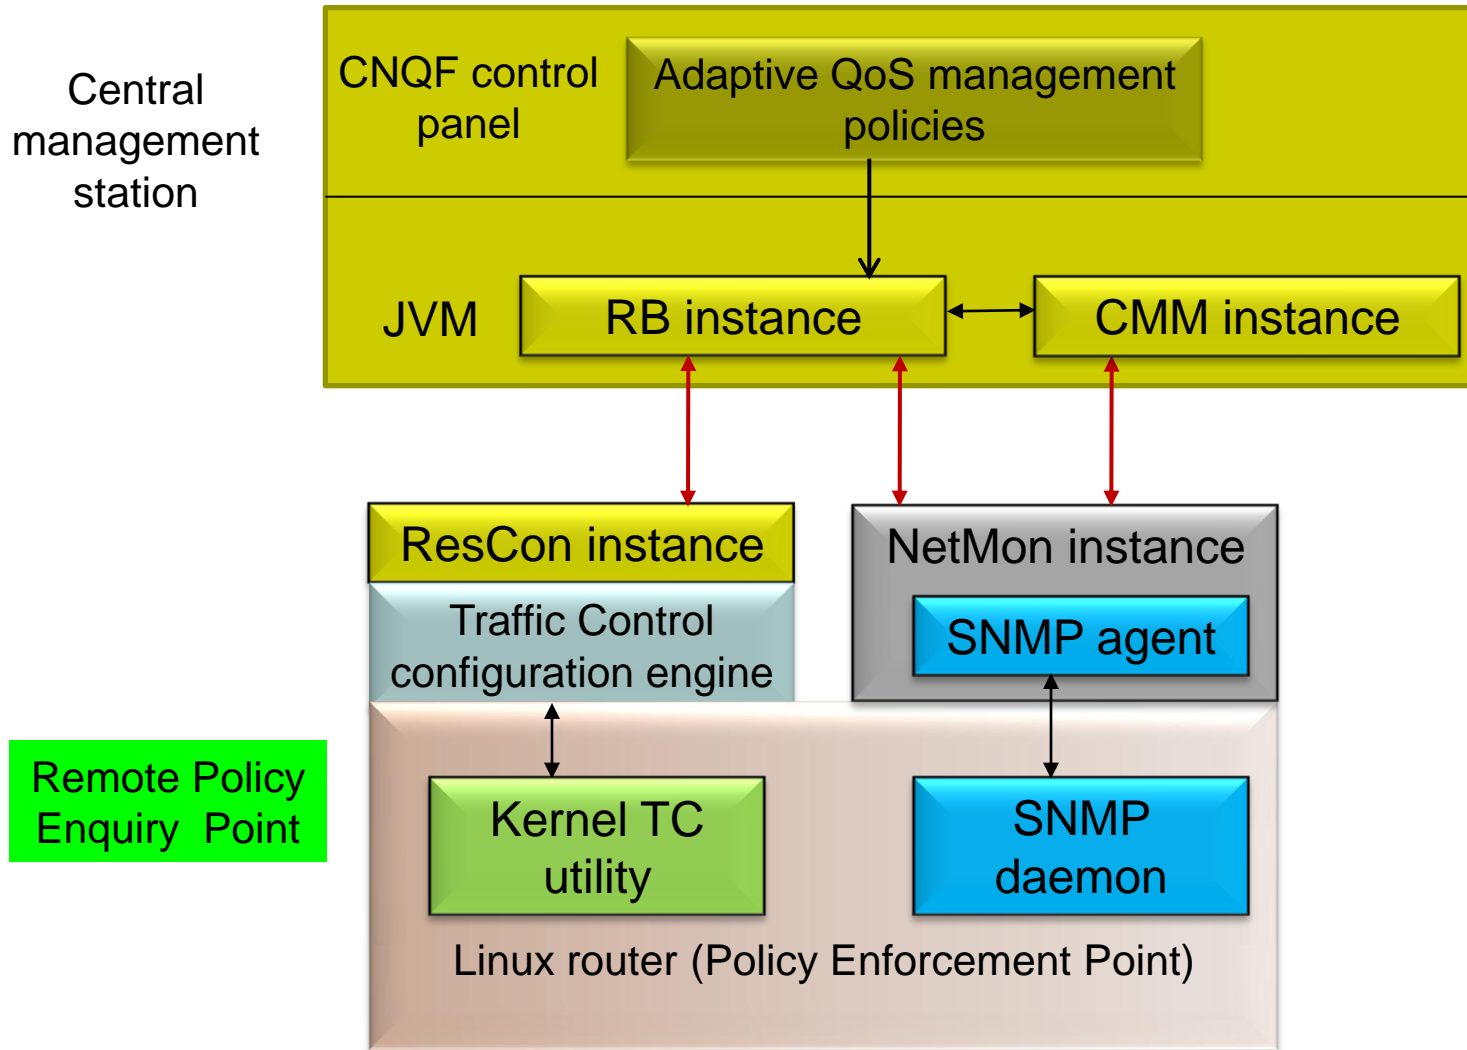 Central
management
station
CNQF control
panel
Adaptive QoS management
policies
JVM
RB instance
CMM instance
ResCon instance
NetMon instance
Traffic Control
configuration engine
SNMP agent
Remote Policy
Enquiry Point
Kernel TC
utility
SNMP
daemon
Linux router (Policy Enforcement Point)